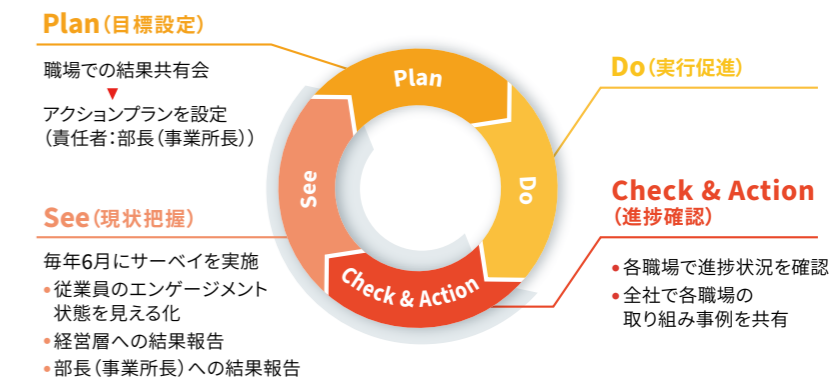 Plan（目標設定）
職場での結果共有会
▼
アクションプランを設定
（責任者：部長（事業所長））
See（現状把握）
毎年6月にサーベイを実施
•従業員のエンゲージメント
状態を見える化
•経営層への結果報告
•部長（事業所長）への結果報告
Plan
Do
Check & Action
See
Do（実行促進）
Check & Action
（進捗確認）
•各職場で進捗状況を確認
•全社で各職場の
取り組み事例を共有